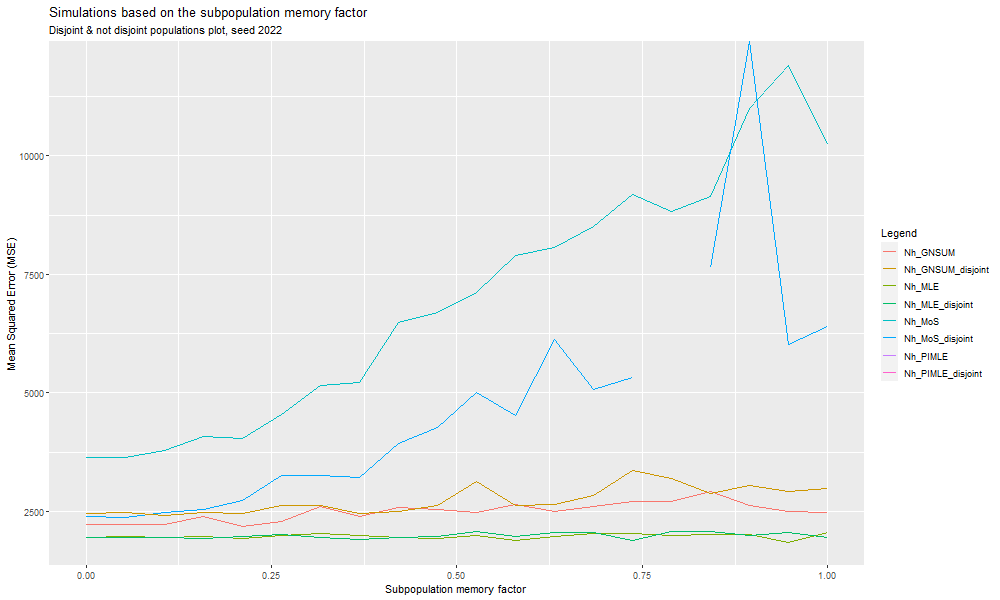 Simulations based on the subpopulation memory factor
Disjoint & not disjoint populations plot, seed 2022
Mean Squared Error (MSE)
10000
7500
5000
2500
0.00
0.25
0.50
0.75
1.00
Subpopulation memory factor
Legend
Nh_GNSUM
Nh_GNSUM_disjoint
Nh_MLE
Nh_MLE_disjoint
Nh_MoS
Nh_MoS_disjoint
Nh_PIMLE
Nh_PIMLE_disjoint